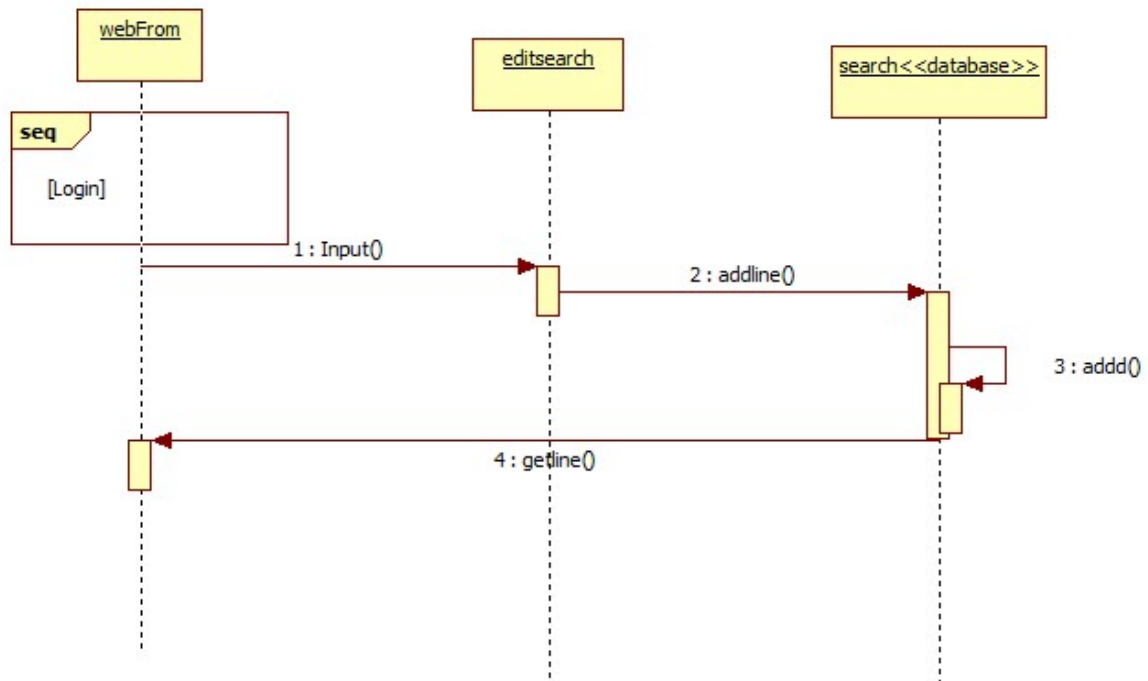 webFrom
editsearch
search<<database>>
seq
[Login]
1 : Input()
2 : addline()
3 : addd()
4 : getline()